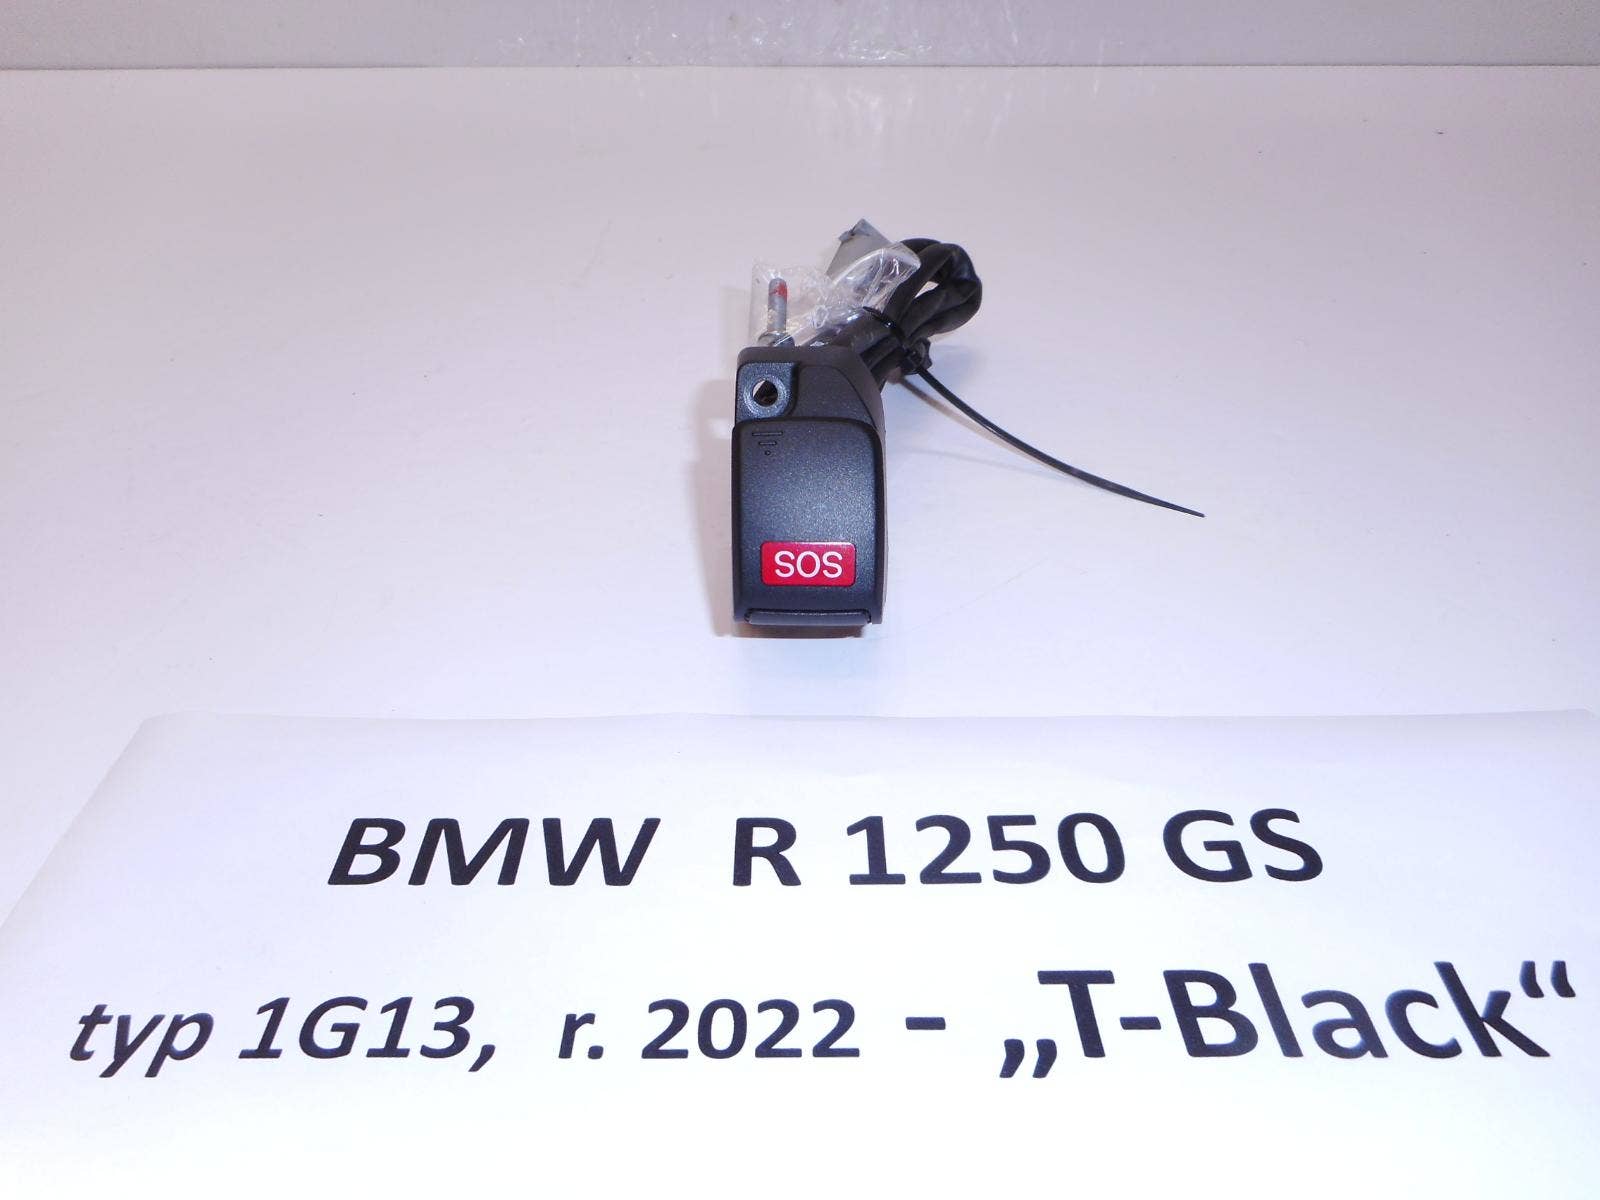 SOS
BMW R 1250 GS
typ 1G13, r. 2022 - „T-Black“